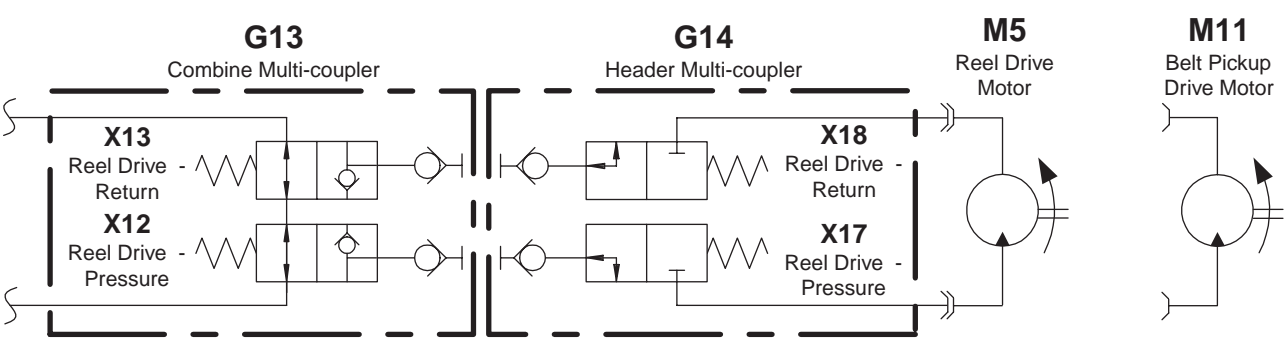 G13
Combine Multi-coupler
G14
Header Multi-coupler
M5
Reel Drive
Motor
M11
Belt Pickup
Drive Motor
X13
Reel Drive -
Return
X12
Reel Drive -
Pressure
X18
Reel Drive -
Return
X17
Reel Drive -
Pressure